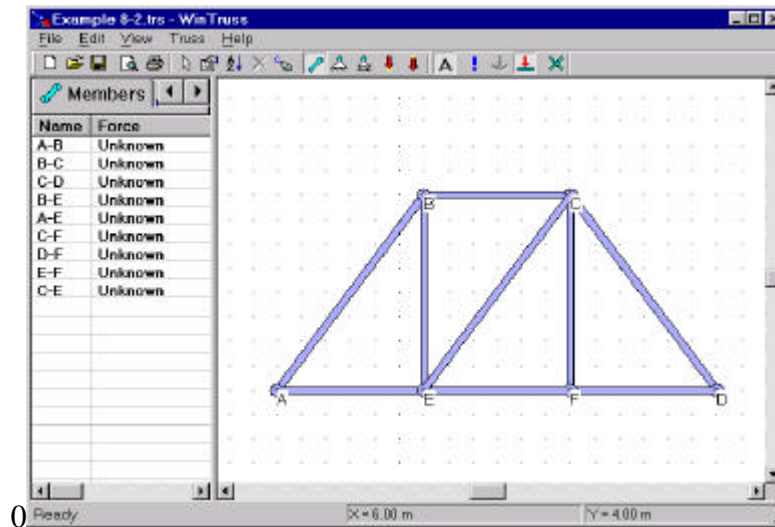 Example 8-2.trs - WinTruss
File Edit View Truss Help
A
Members
Name Force
A-B Unknown
B-C Unknown
C-D Unknown
B-E Unknown
A-E Unknown
C-F Unknown
D-F Unknown
E-F Unknown
C-E Unknown
B C
A E F D
0 Ready X = 6.00 m Y = 4.00 m